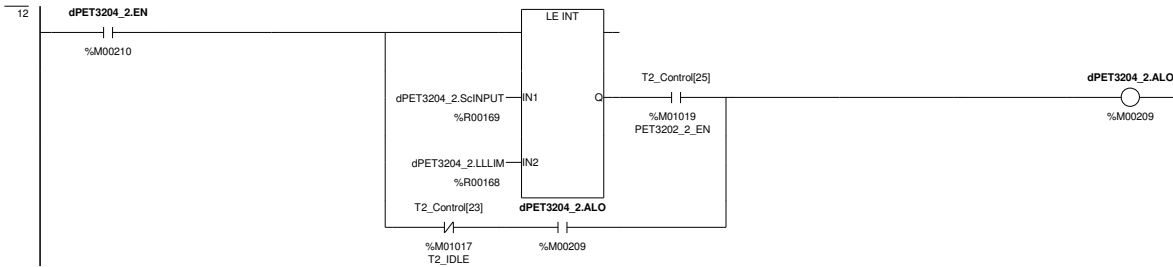 12
dPET3204_2.EN
%M00210
LE INT
dPET3204_2.ScINPUT
IN1
Q
%R00169
T2_Control[25]
%M01019
PET3202_2_EN
dPET3204_2.ALO
%M00209
dPET3204_2.LLLIM
IN2
%R00168
T2_Control[23]
dPET3204_2.ALO
%M01017
%M00209
T2_IDLE